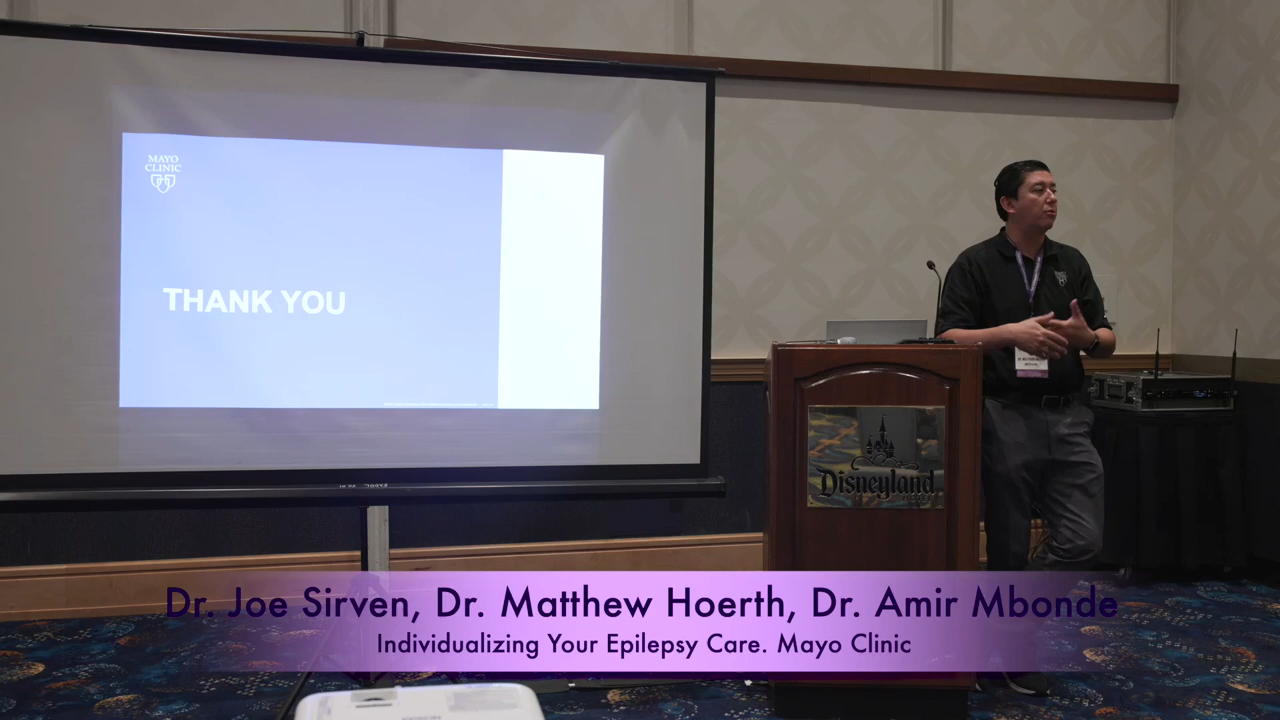 MAYO
CLINIC
THANK YOU
Disneyland
Dr. Joe Sirven, Dr. Matthew Hoerth, Dr. Amir Mbonde
Individualizing Your Epilepsy Care. Mayo Clinic